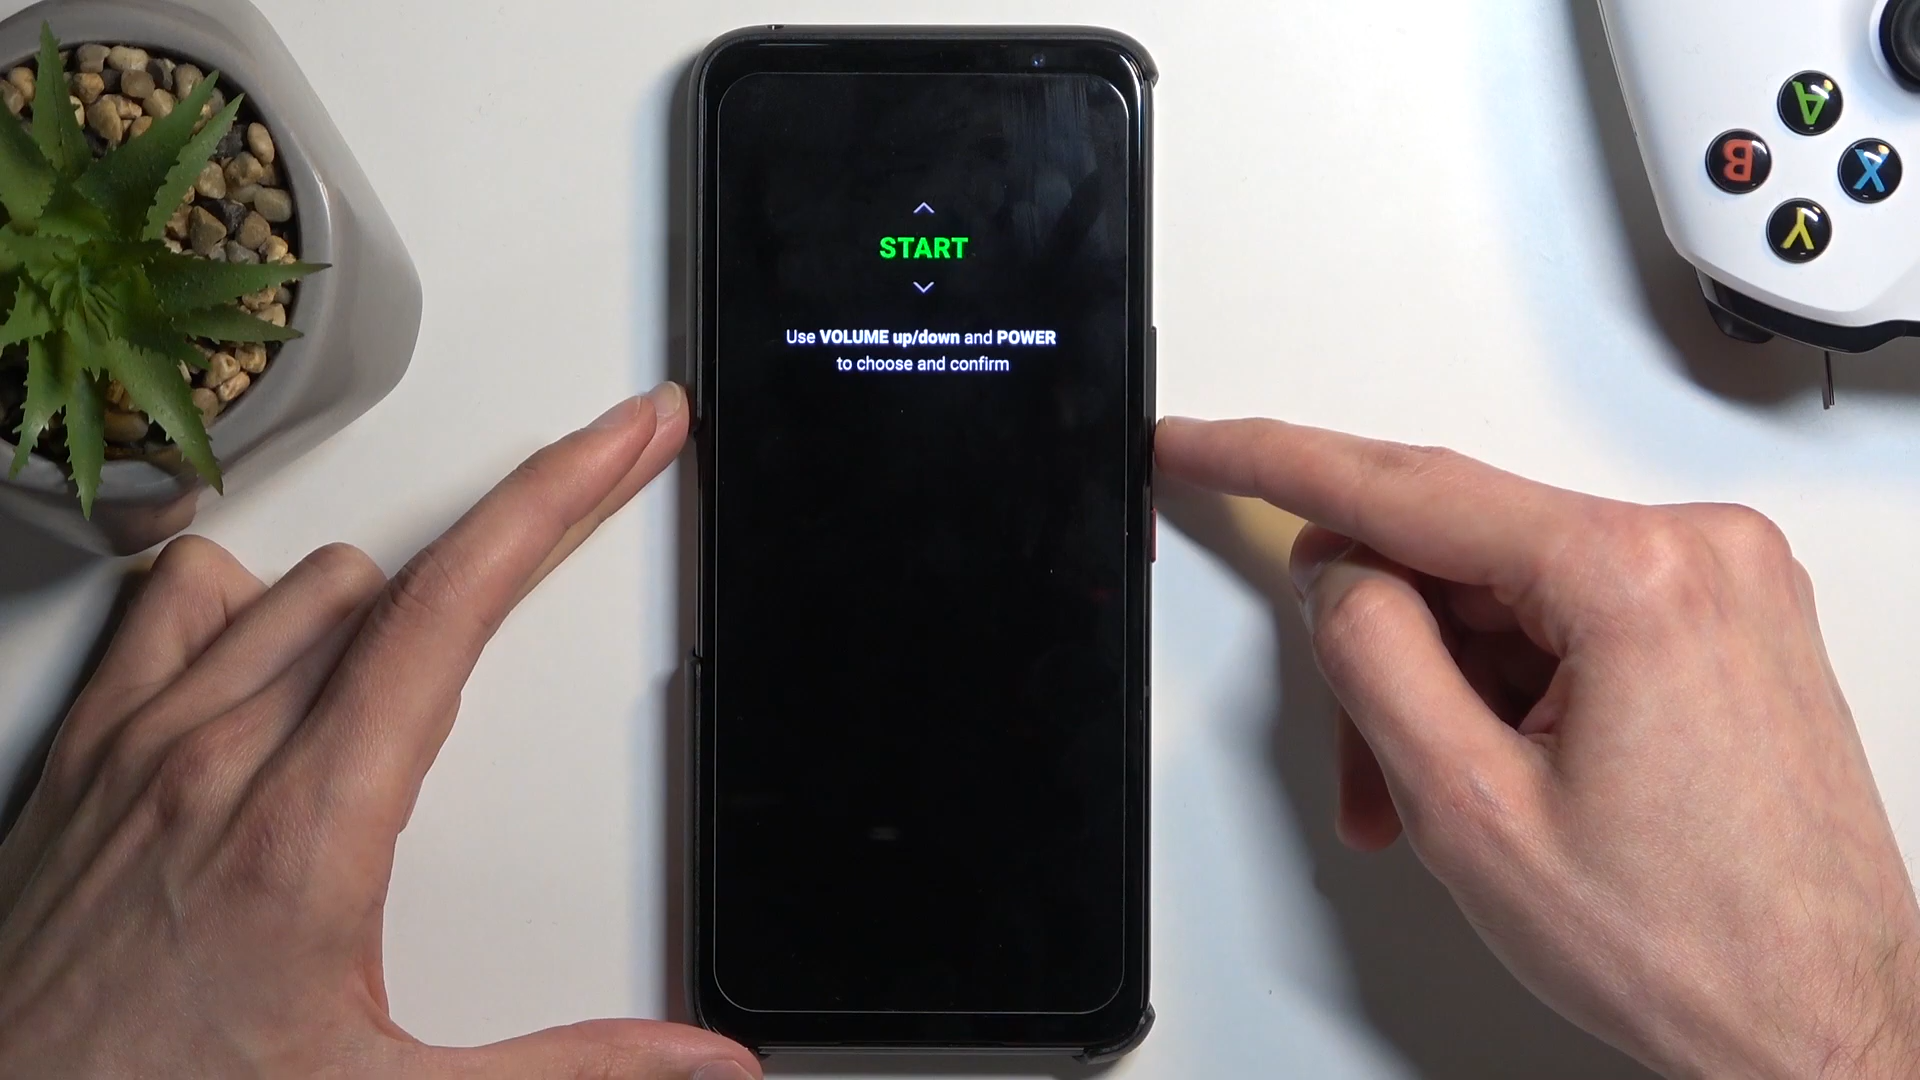 START
Use VOLUME up/down and POWER
to choose and confirm
A
B
X
Y